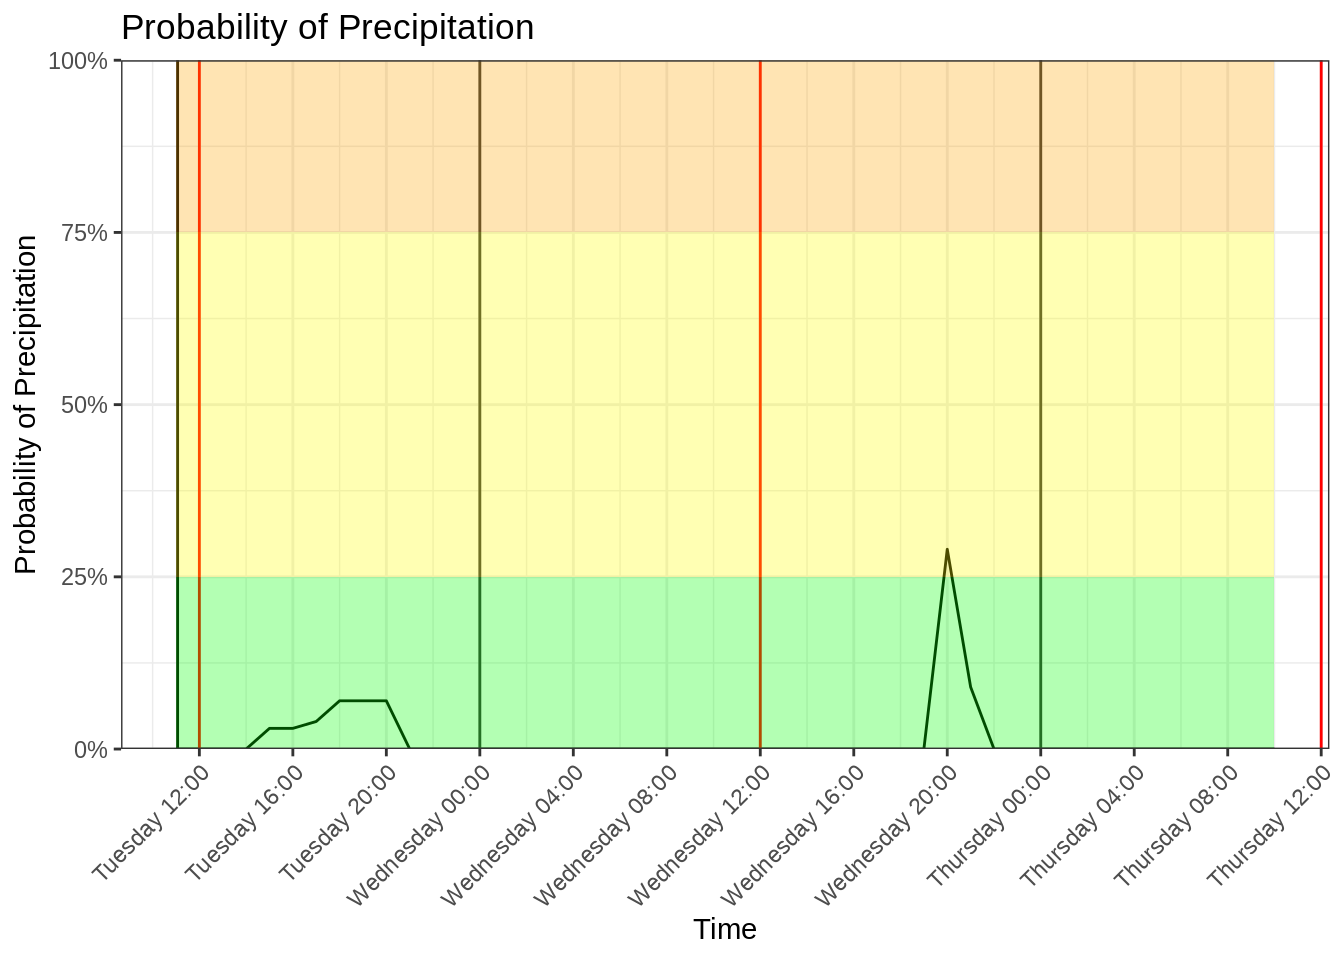 Probability of Precipitation
Probability of Precipitation
100%
75%
50%
25%
0%
Tuesday 12:00
Tuesday 16:00
Tuesday 20:00
Wednesday 00:00
Wednesday 04:00
Wednesday 08:00
Wednesday 12:00
Wednesday 16:00
Wednesday 20:00
Thursday 00:00
Thursday 04:00
Thursday 08:00
Thursday 12:00
Time